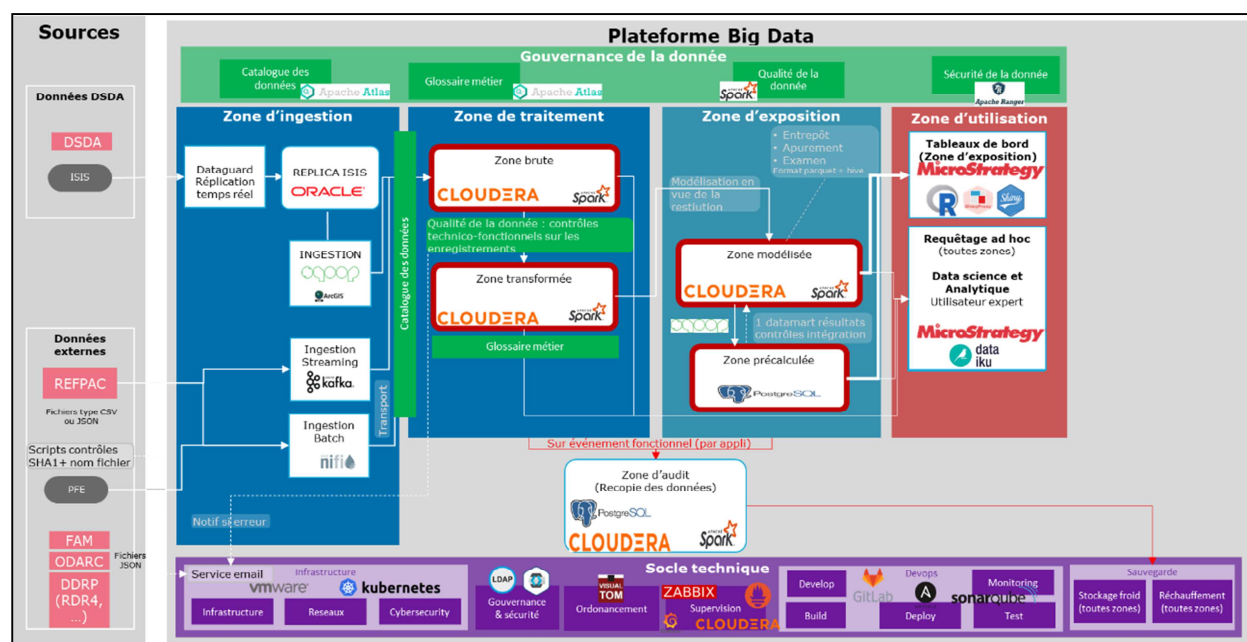 Sources
Plateforme Big Data
Gouvernance de la donnée
Catalogue des
données
Apache Atlas
Glossaire métier
Apache Atlas
Qualité de la
donnée
APACHE
Spark
Sécurité de la donnée
Apache Ranger
Données DSDA
DSDA
ISIS
Zone d'ingestion
Dataguard
Réplication
temps réel
REPLICA ISIS
ORACLE
INGESTION
sqoop
ArcGIS
Ingestion
Streaming
kafka
Ingestion
Batch
nifi
Transport
Notif si erreur
Catalogue des données
Zone de traitement
Zone brute
CLOUDERA
APACHE
Spark
Qualité de la donnée : contrôles
technico-fonctionnels sur les
enregistrements
Zone transformée
CLOUDERA
APACHE
Spark
Glossaire métier
Zone d'exposition
• Entrepôt
• Apurement
• Examen
Format parquet + hive
Modélisation en
vue de la
restiution
Zone modélisée
CLOUDERA
APACHE
Spark
sqoop
1 datamart résultats
contrôles intégration
Zone précalculée
PostgreSQL
Zone d'utilisation
Tableaux de bord
(Zone d'exposition)
MicroStrategy
R
Shiny
Requêtage ad hoc
(toutes zones)
Data science et
Analytique
Utilisateur expert
MicroStrategy
data
iku
Données
externes
REFPAC
Fichiers type CSV
ou JSON
Scripts contrôles
SHA1+ nom fichier
PFE
FAM
ODARC
DDRP
(RDR4,
...)
Fichiers
JSON
Sur événement fonctionnel (par appli)
Zone d'audit
(Recopie des données)
PostgreSQL
CLOUDERA
APACHE
Spark
Socle technique
Service email
Infrastructure
vmware
kubernetes
Infrastructure
Reseaux
Cybersecurity
LDAP
Gouvernance
& sécurité
VISUAL
TOM
Ordonancement
ZABBIX
Supervision
CLOUDERA
Devops
Develop
GitLab
Monitoring
sonarqube
Build
Deploy
Test
Sauvegarde
Stockage froid
(toutes zones)
Réchauffement
(toutes zones)